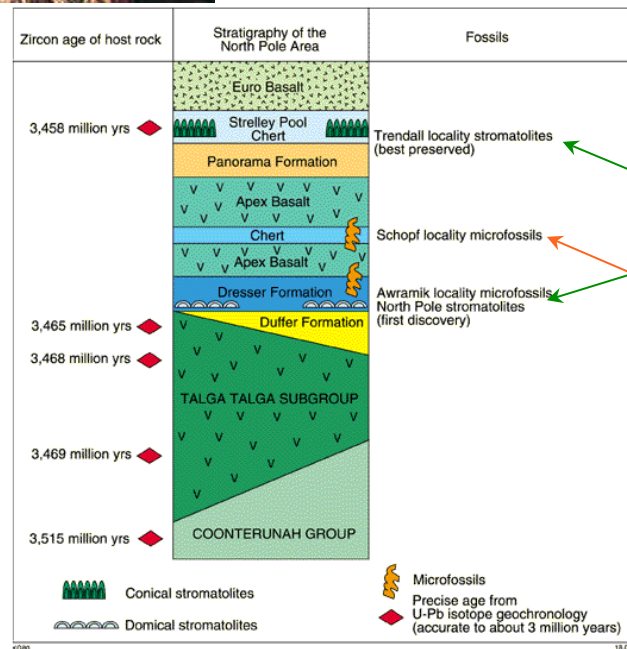 Zircon age of host rock
Stratigraphy of the
North Pole Area
Fossils
Euro Basalt
3,458 million yrs
Strelley Pool
Chert
Trendall locality stromatolites
(best preserved)
Panorama Formation
Apex Basalt
Chert
Schopf locality microfossils
Apex Basalt
Dresser Formation
Awramik locality microfossils
North Pole stromatolites
(first discovery)
3,465 million yrs
Duffer Formation
3,468 million yrs
TALGA TALGA SUBGROUP
3,469 million yrs
3,515 million yrs
COONTERUNAH GROUP
Conical stromatolites
Domical stromatolites
Microfossils
Precise age from
U-Pb isotope geochronology
(accurate to about 3 million years)